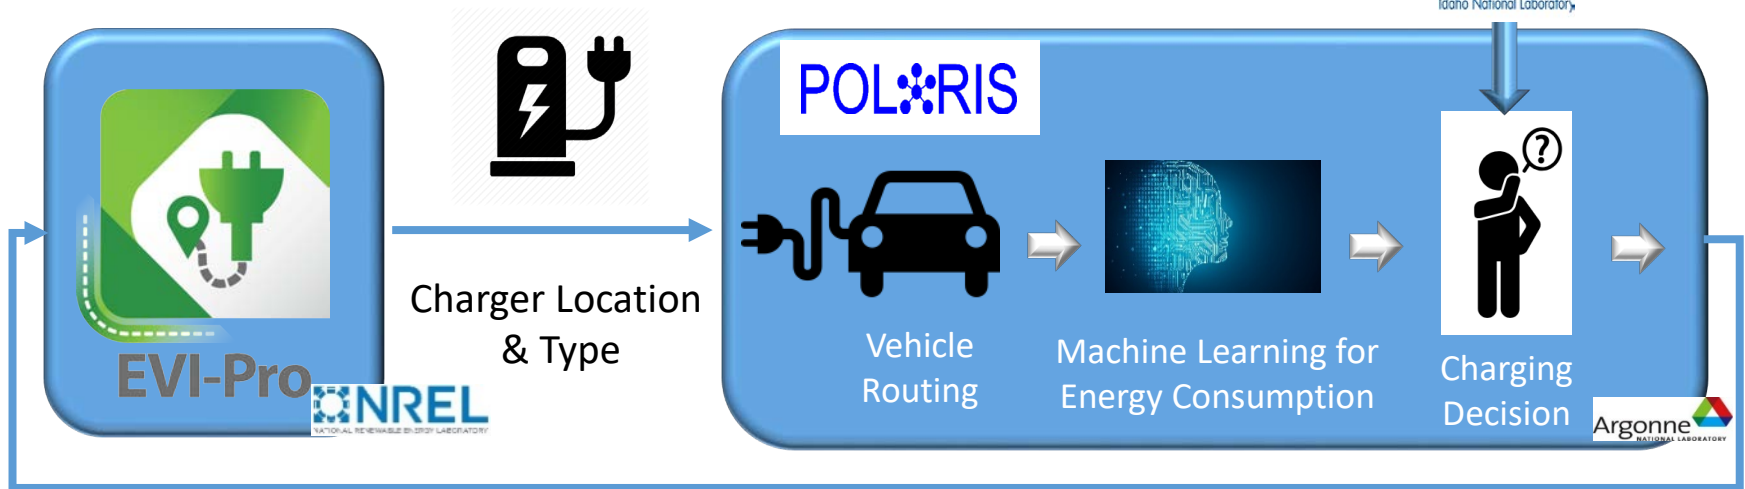 Idaho National Laboratory
POLARIS
?
Charger Location
& Type
EVI-Pro
NREL
NATIONAL RENEWABLE ENERGY LABORATORY
Vehicle
Routing
Machine Learning for
Energy Consumption
Charging
Decision
Argonne
NATIONAL LABORATORY